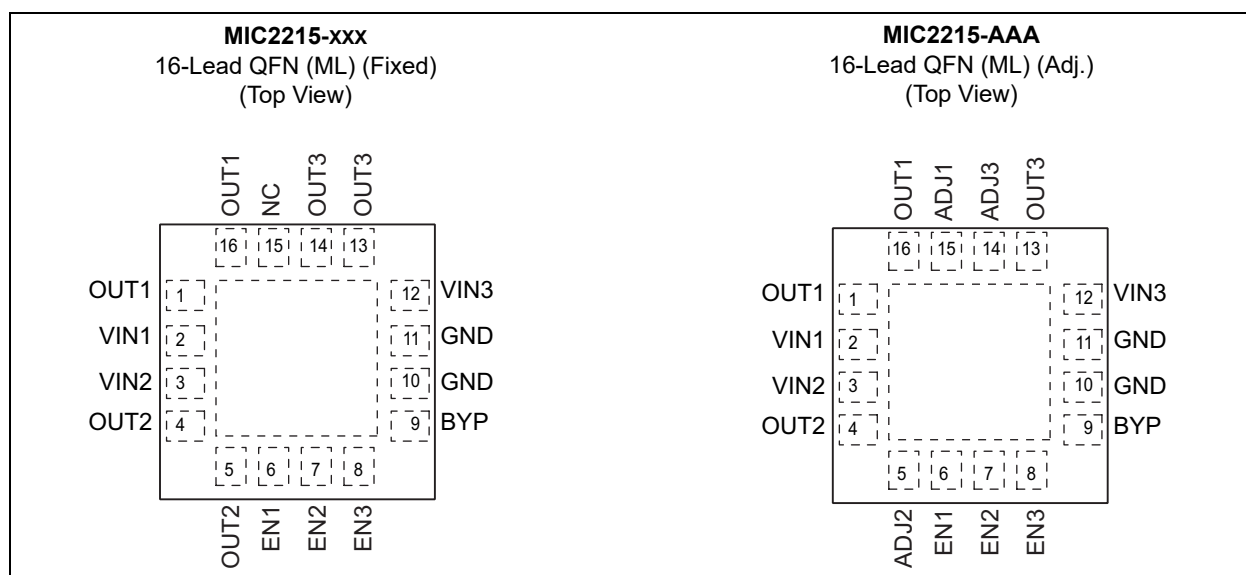 MIC2215-xxx
16-Lead QFN (ML) (Fixed)
(Top View)
OUT1
NC
OUT3
OUT3
16 15 14 13
OUT1 1
12 VIN3
VIN1 2
11 GND
VIN2 3
10 GND
OUT2 4
9 BYP
5 6 7 8
OUT2
EN1
EN2
EN3
MIC2215-AAA
16-Lead QFN (ML) (Adj.)
(Top View)
OUT1
ADJ1
ADJ3
OUT3
16 15 14 13
OUT1 1
12 VIN3
VIN1 2
11 GND
VIN2 3
10 GND
OUT2 4
9 BYP
5 6 7 8
ADJ2
EN1
EN2
EN3